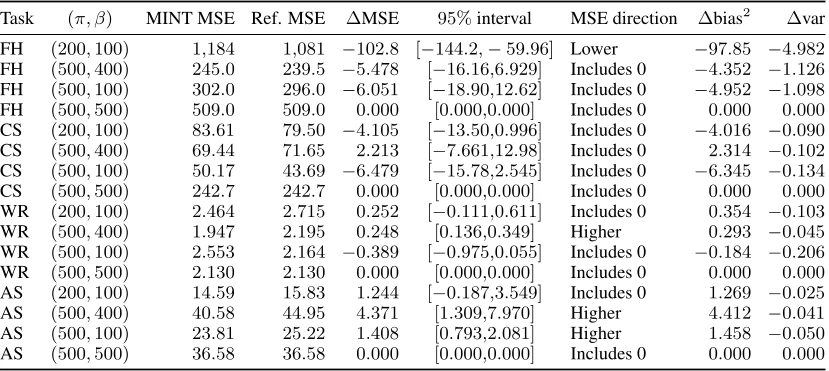 Task (π, β) MINT MSE Ref. MSE ΔMSE 95% interval MSE direction Δbias² Δvar
FH (200, 100) 1,184 1,081 −102.8 [−144.2, − 59.96] Lower −97.85 −4.982
FH (500, 400) 245.0 239.5 −5.478 [−16.16,6.929] Includes 0 −4.352 −1.126
FH (500, 100) 302.0 296.0 −6.051 [−18.90,12.62] Includes 0 −4.952 −1.098
FH (500, 500) 509.0 509.0 0.000 [0.000,0.000] Includes 0 0.000 0.000
CS (200, 100) 83.61 79.50 −4.105 [−13.50,0.996] Includes 0 −4.016 −0.090
CS (500, 400) 69.44 71.65 2.213 [−7.661,12.98] Includes 0 2.314 −0.102
CS (500, 100) 50.17 43.69 −6.479 [−15.78,2.545] Includes 0 −6.345 −0.134
CS (500, 500) 242.7 242.7 0.000 [0.000,0.000] Includes 0 0.000 0.000
WR (200, 100) 2.464 2.715 0.252 [−0.111,0.611] Includes 0 0.354 −0.103
WR (500, 400) 1.947 2.195 0.248 [0.136,0.349] Higher 0.293 −0.045
WR (500, 100) 2.553 2.164 −0.389 [−0.975,0.055] Includes 0 −0.184 −0.206
WR (500, 500) 2.130 2.130 0.000 [0.000,0.000] Includes 0 0.000 0.000
AS (200, 100) 14.59 15.83 1.244 [−0.187,3.549] Includes 0 1.269 −0.025
AS (500, 400) 40.58 44.95 4.371 [1.309,7.970] Higher 4.412 −0.041
AS (500, 100) 23.81 25.22 1.408 [0.793,2.081] Higher 1.458 −0.050
AS (500, 500) 36.58 36.58 0.000 [0.000,0.000] Includes 0 0.000 0.000